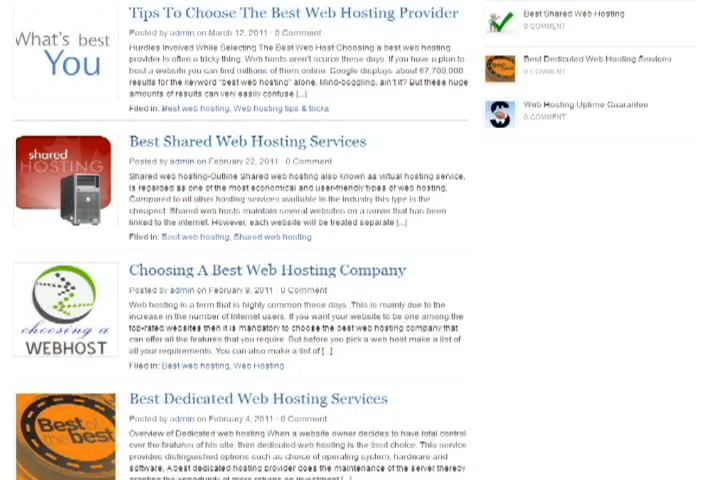 What's best
You
Tips To Choose The Best Web Hosting Provider
Posted by admin on March 12, 2011 · 0 Comment
Hurdles Involved While Selecting The Best Web Host Choosing a best web hosting
provider is often a tricky thing. Web hosts aren't scarce these days. If you have a plan to
host a website you can find millions of them online. Google displays about 67,700,000
results for the keyword "best web hosting" alone. Mind-boggling, ain't it? But these huge
amounts of results can very easily confuse [...]
Filed in: Best web hosting, Web hosting tips & tricks
shared
HOSTING
Best Shared Web Hosting Services
Posted by admin on February 22, 2011 · 0 Comment
Shared web hosting-Outline Shared web hosting also known as virtual hosting service,
is regarded as one of the most economical and user-friendly types of web hosting.
Compared to all other hosting services available in the industry this type is the
cheapest. Shared web hosts maintain several websites on a server that has been
linked to the internet. However, each website will be treated separate [...]
Filed in: Best web hosting, Shared web hosting
choosing a
WEBHOST
Choosing A Best Web Hosting Company
Posted by admin on February 9, 2011 · 0 Comment
Web hosting is a term that is highly common these days. This is mainly due to the
increase in the number of Internet users. If you want your website to be one among the
top-rated websites then it is mandatory to choose the best web hosting company that
can offer all the features that you require. But before you pick a web host make a list of
all your requirements. You can also make a list of [...]
Filed in: Best web hosting, Web Hosting
Best of
the best
Best Dedicated Web Hosting Services
Posted by admin on February 4, 2011 · 0 Comment
Overview of Dedicated web hosting When a website owner decides to have total control
over the features of his site, then dedicated web hosting is the best choice. This service
provides distinguished options such as choice of operating system, hardware and
software. A best dedicated hosting provider does the maintenance of the server thereby
granting the opportunity of more returns on investment [...]
Best Shared Web Hosting
0 COMMENT
Best Dedicated Web Hosting Services
0 COMMENT
Web Hosting Uptime Guarantee
0 COMMENT